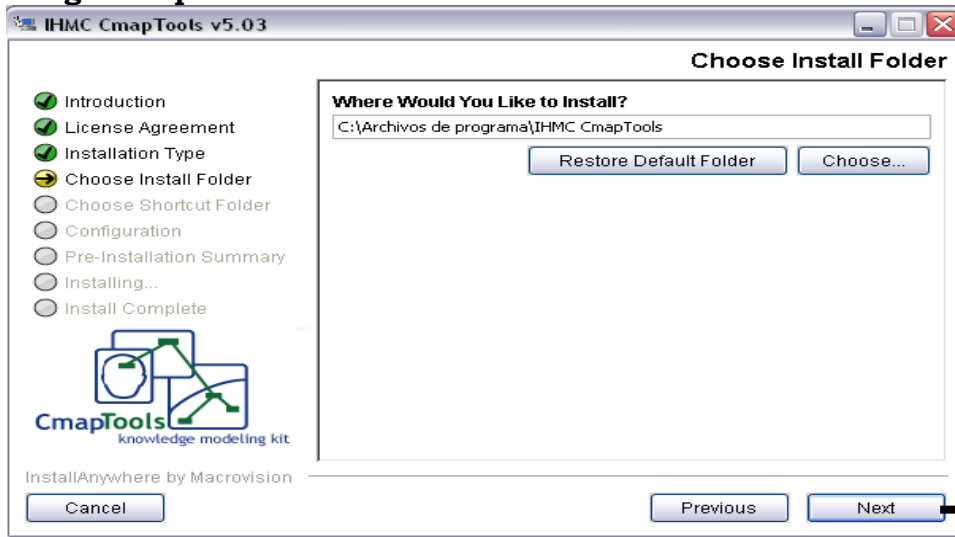 IHMC CmapTools v5.03
Choose Install Folder
Introduction
License Agreement
Installation Type
Choose Install Folder
Choose Shortcut Folder
Configuration
Pre-Installation Summary
Installing...
Install Complete
Where Would You Like to Install?
C:\Archivos de programa\IHMC CmapTools
Restore Default Folder
Choose...
CmapTools
knowledge modeling kit
InstallAnywhere by Macrovision
Cancel
Previous
Next